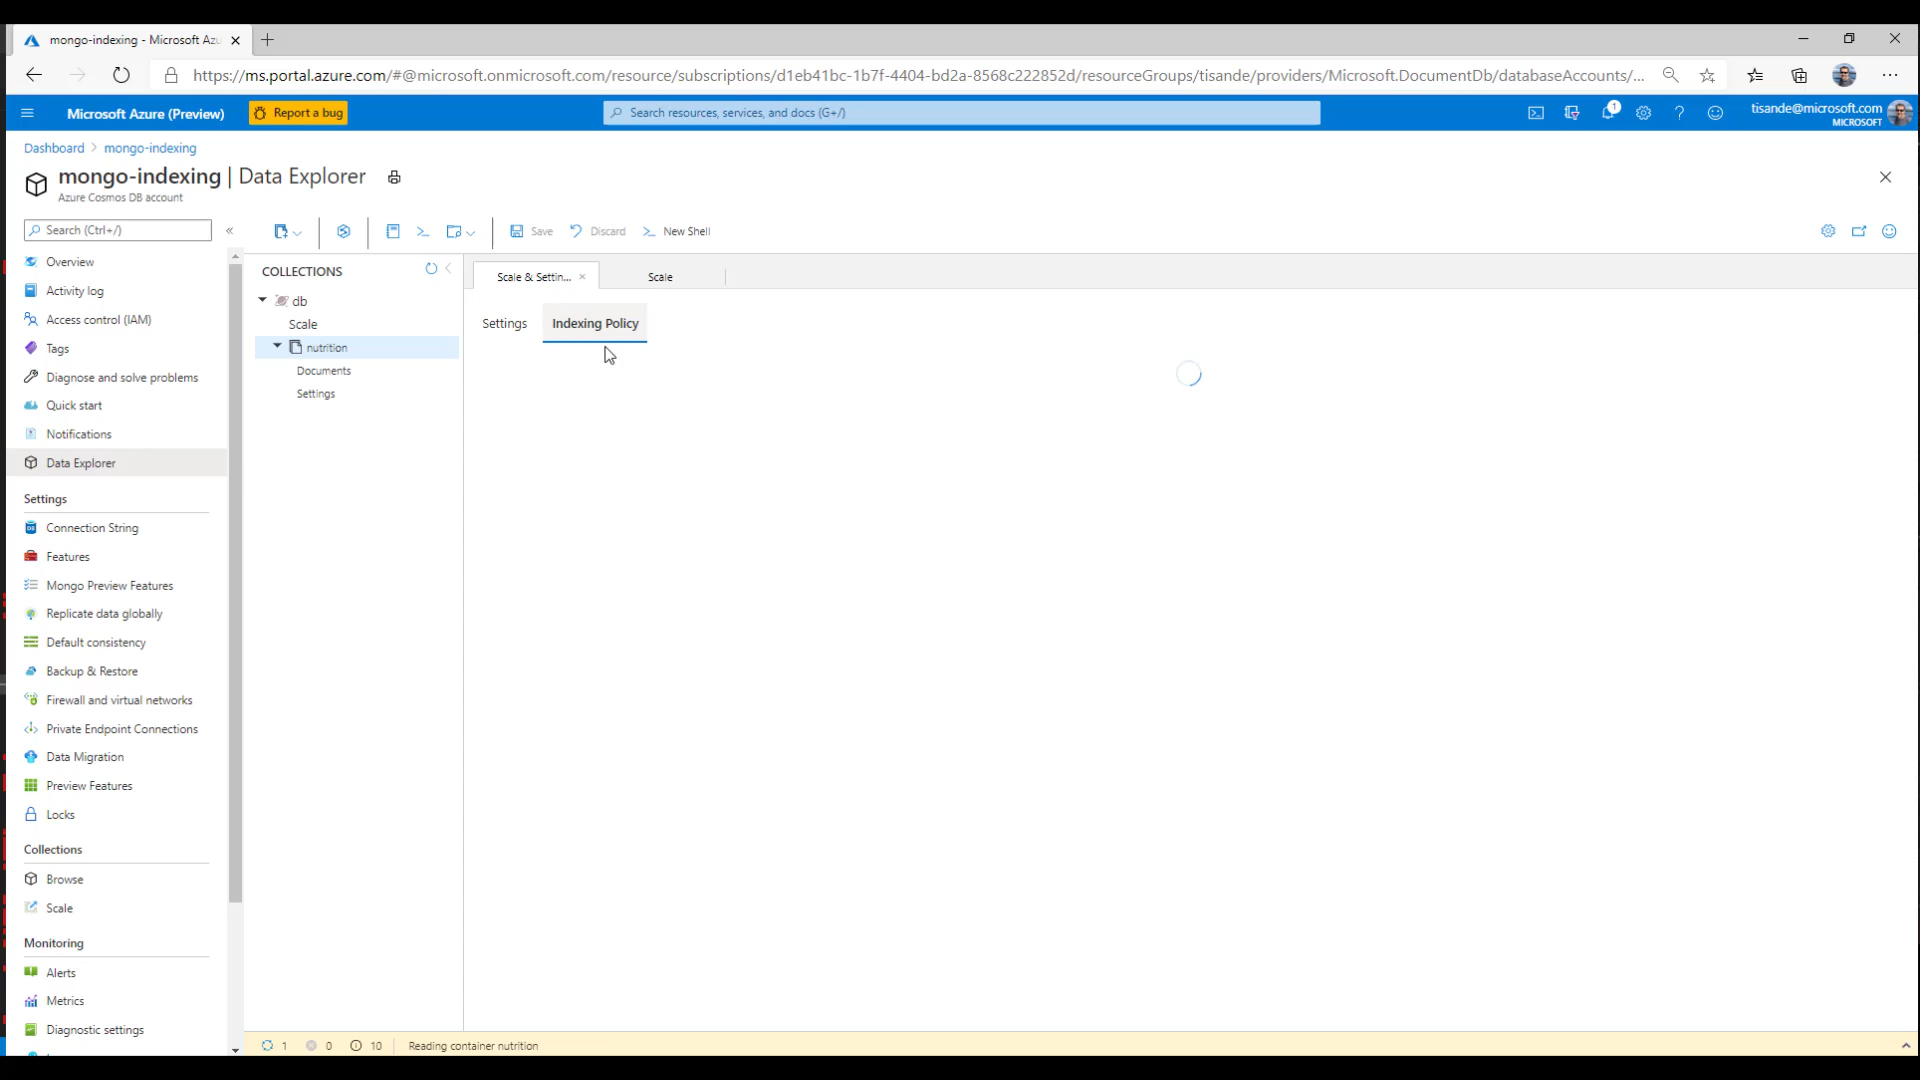 mongo-indexing - Microsoft Azu
https://ms.portal.azure.com/#@microsoft.onmicrosoft.com/resource/subscriptions/d1eb41bc-1b7f-4404-bd2a-8568c222852d/resourceGroups/tisande/providers/Microsoft.DocumentDb/databaseAccounts/...
Microsoft Azure (Preview)
Report a bug
Search resources, services, and docs (G+/)
1
tisande@microsoft.com
MICROSOFT
Dashboard > mongo-indexing
mongo-indexing | Data Explorer
Azure Cosmos DB account
Search (Ctrl+/)
«
Save
Discard
New Shell
Overview
Activity log
Access control (IAM)
Tags
Diagnose and solve problems
Quick start
Notifications
Data Explorer
Settings
Connection String
Features
Mongo Preview Features
Replicate data globally
Default consistency
Backup & Restore
Firewall and virtual networks
Private Endpoint Connections
Data Migration
Preview Features
Locks
Collections
Browse
Scale
Monitoring
Alerts
Metrics
Diagnostic settings
COLLECTIONS
db
Scale
nutrition
Documents
Settings
Scale & Settin...
Scale
Settings
Indexing Policy
1 0 10 Reading container nutrition